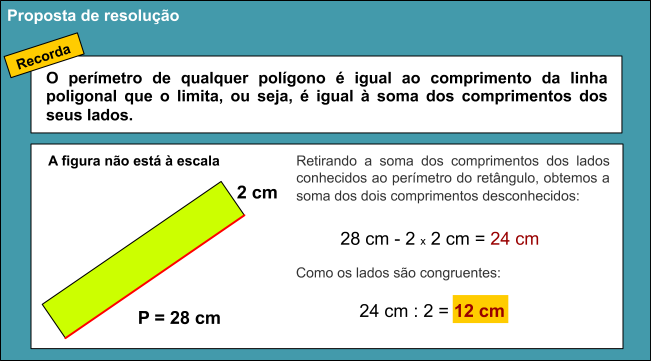 Proposta de resolução
Recorda
O perímetro de qualquer polígono é igual ao comprimento da linha
poligonal que o limita, ou seja, é igual à soma dos comprimentos dos
seus lados.
A figura não está à escala
2 cm
P = 28 cm
Retirando a soma dos comprimentos dos lados
conhecidos ao perímetro do retângulo, obtemos a
soma dos dois comprimentos desconhecidos:
28 cm - 2 x 2 cm = 24 cm
Como os lados são congruentes:
24 cm : 2 = 12 cm